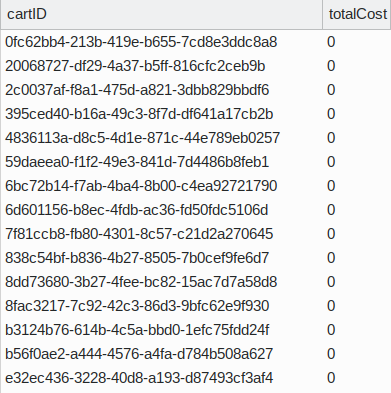 cartID totalCost
0fc62bb4-213b-419e-b655-7cd8e3ddc8a8 0
20068727-df29-4a37-b5ff-816cfc2ceb9b 0
2c0037af-f8a1-475d-a821-3dbb829bbdf6 0
395ced40-b16a-49c3-8f7d-df641a17cb2b 0
4836113a-d8c5-4d1e-871c-44e789eb0257 0
59daeea0-f1f2-49e3-841d-7d4486b8feb1 0
6bc72b14-f7ab-4ba4-8b00-c4ea92721790 0
6d601156-b8ec-4fdb-ac36-fd50fdc5106d 0
7f81ccb8-fb80-4301-8c57-c21d2a270645 0
838c54bf-b836-4b27-8505-7b0cef9fe6d7 0
8dd73680-3b27-4fee-bc82-15ac7d7a58d8 0
8fac3217-7c92-42c3-86d3-9bfc62e9f930 0
b3124b76-614b-4c5a-bbd0-1efc75fdd24f 0
b56f0ae2-a444-4576-a4fa-d784b508a627 0
e32ec436-3228-40d8-a193-d87493cf3af4 0